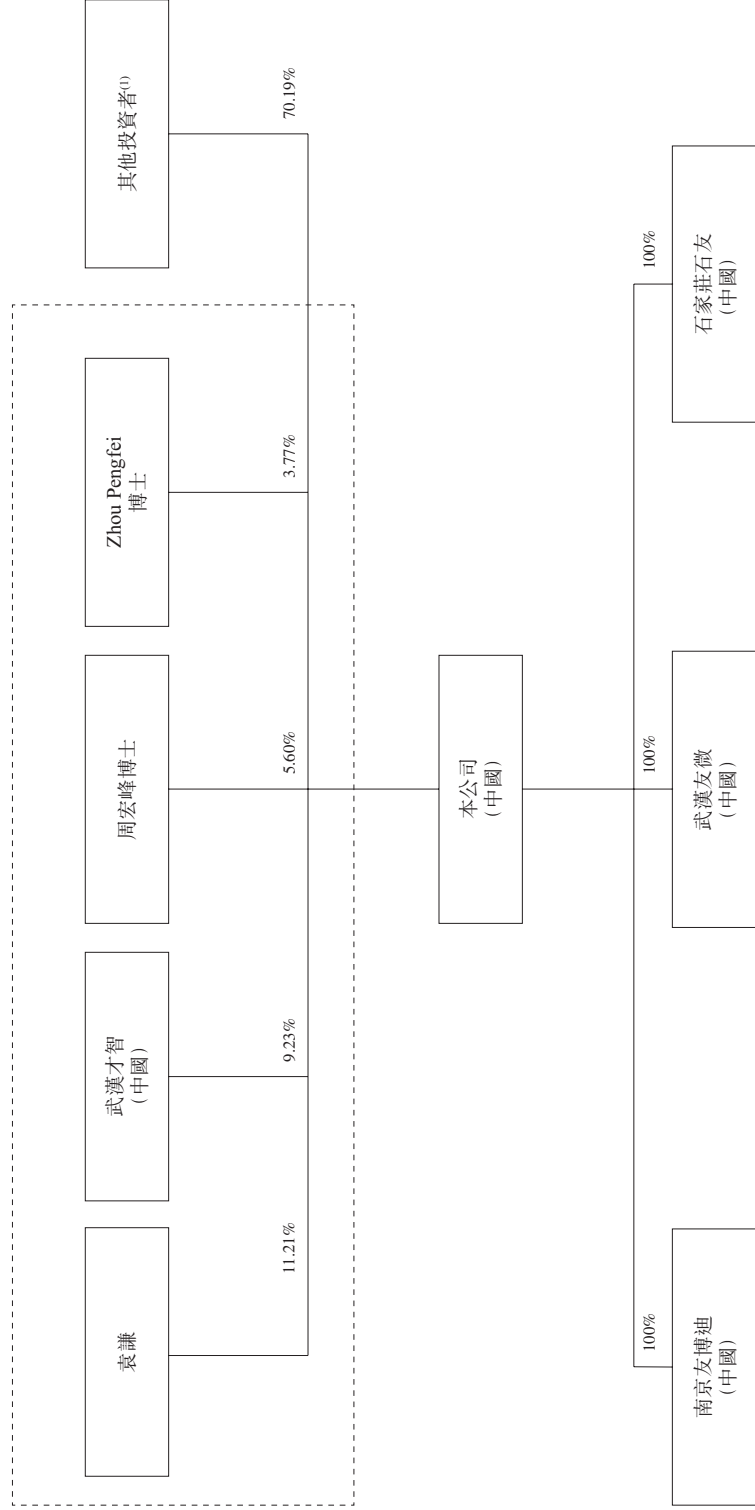 袁謙
武漢才智
(中國)
周宏峰博士
Zhou Pengfei
博士
其他投資者(1)
11.21%
9.23%
5.60%
3.77%
70.19%
本公司
(中國)
100%
100%
100%
南京友博迪
(中國)
武漢友微
(中國)
石家莊石友
(中國)